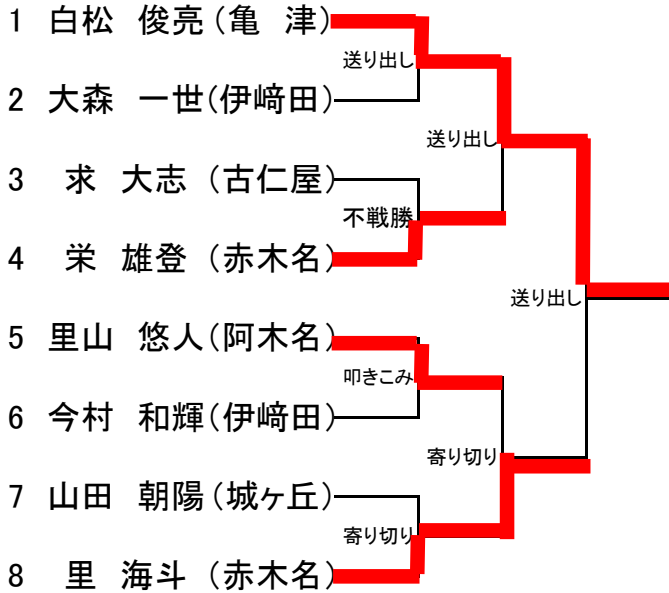 1 白松 俊亮(亀 津)
送り出し
2 大森 一世(伊﨑田)
送り出し
3 求 大志 (古仁屋)
不戦勝
4 栄 雄登 (赤木名)
送り出し
5 里山 悠人(阿木名)
叩きこみ
6 今村 和輝(伊﨑田)
寄り切り
7 山田 朝陽(城ヶ丘)
寄り切り
8 里 海斗 (赤木名)